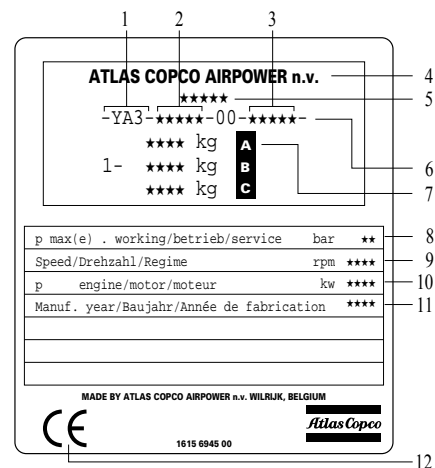 1 2 3
ATLAS COPCO AIRPOWER n.v. 4
★★★★★ 5
-YA3-★★★★★-00-★★★★★- 6
★★★★ kg A 7
1- ★★★★ kg B
★★★★ kg C
p max(e) . working/betrieb/service bar ★★ 8
Speed/Drehzahl/Regime rpm ★★★★ 9
p engine/motor/moteur kw ★★★★ 10
Manuf. year/Baujahr/Année de fabrication ★★★★ 11
MADE BY ATLAS COPCO AIRPOWER n.v. WILRIJK, BELGIUM
CE Atlas Copco
1615 6945 00
12